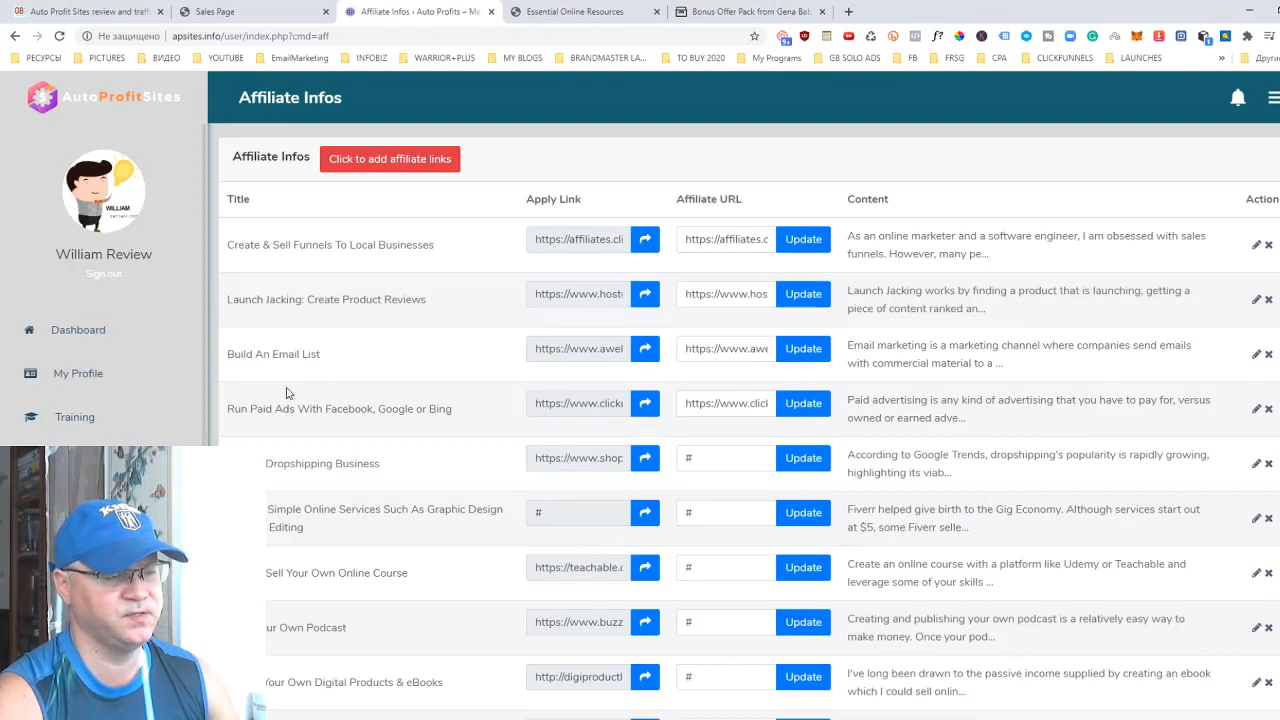 Auto Profit Sites review and traff
Sales Page
Affiliate Infos ‹ Auto Profits – Me
Essential Online Resources
Bonus Offer Pack from Gena Bab
Не защищено
apsites.info/user/index.php?cmd=aff
РЕСУРСЫ
PICTURES
ВИДЕО
YOUTUBE
EmailMarketing
INFOBIZ
WARRIOR+PLUS
MY BLOGS
BRANDMASTER LA...
TO BUY 2020
My Programs
GB SOLO ADS
FB
FRSG
CPA
CLICKFUNNELS
LAUNCHES
»
Други
AutoProfitSites
Affiliate Infos
WILLIAM
William Review
Sign out
Dashboard
My Profile
Training
Affiliate Infos
Click to add affiliate links
Title
Apply Link
Affiliate URL
Content
Action
Create & Sell Funnels To Local Businesses
https://affiliates.cli
https://affiliates.c
Update
As an online marketer and a software engineer, I am obsessed with sales
funnels. However, many pe...
Launch Jacking: Create Product Reviews
https://www.host
https://www.hos
Update
Launch Jacking works by finding a product that is launching, getting a
piece of content ranked an...
Build An Email List
https://www.awel
https://www.awe
Update
Email marketing is a marketing channel where companies send emails
with commercial material to a ...
Run Paid Ads With Facebook, Google or Bing
https://www.click
https://www.click
Update
Paid advertising is any kind of advertising that you have to pay for, versus
owned or earned adve...
Dropshipping Business
https://www.shop
#
Update
According to Google Trends, dropshipping's popularity is rapidly growing,
highlighting its viab...
Simple Online Services Such As Graphic Design
Editing
#
#
Update
Fiverr helped give birth to the Gig Economy. Although services start out
at $5, some Fiverr selle...
Sell Your Own Online Course
https://teachable.c
#
Update
Create an online course with a platform like Udemy or Teachable and
leverage some of your skills ...
ur Own Podcast
https://www.buzz
#
Update
Creating and publishing your own podcast is a relatively easy way to
make money. Once your pod...
Your Own Digital Products & eBooks
http://digiproductl
#
Update
I've long been drawn to the passive income supplied by creating an ebook
which I could sell onlin...